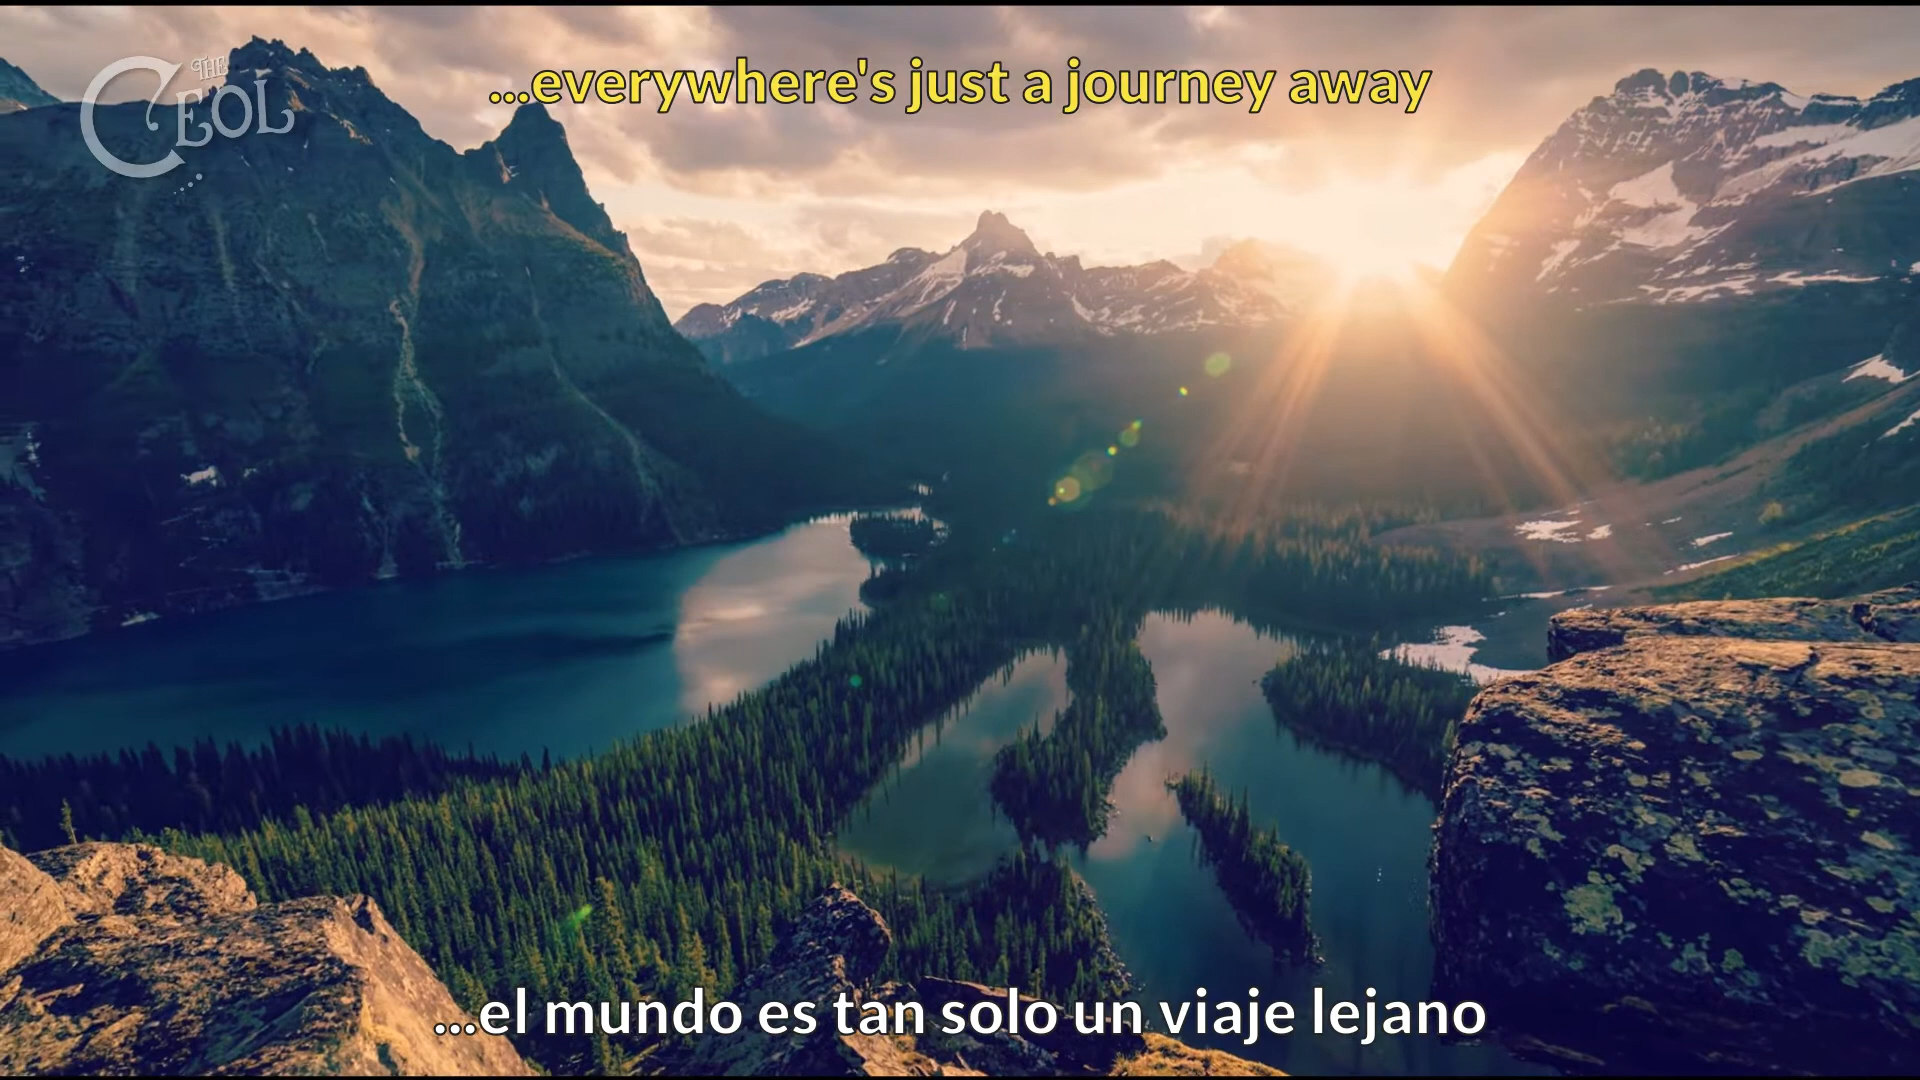 THE
CEOL
...everywhere's just a journey away
...el mundo es tan solo un viaje lejano